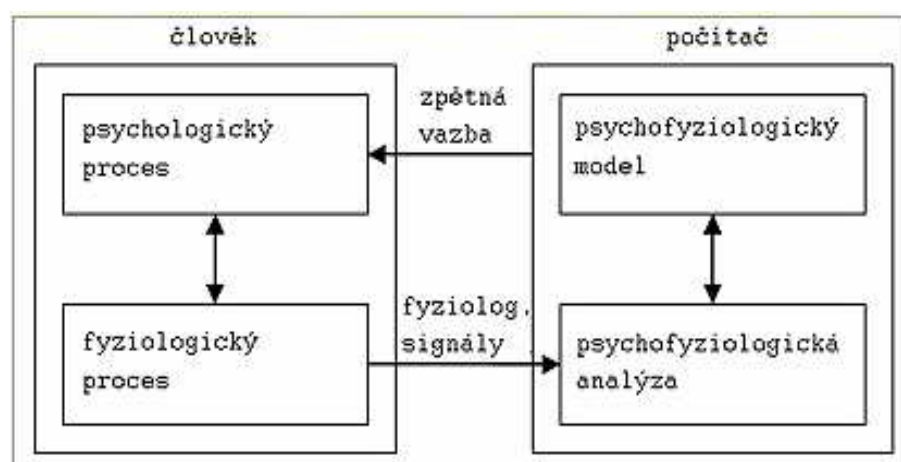 člověk
psychologický
proces
fyziologický
proces
zpětná
vazba
fyziolog.
signály
počítač
psychofyziologický
model
psychofyziologická
analýza